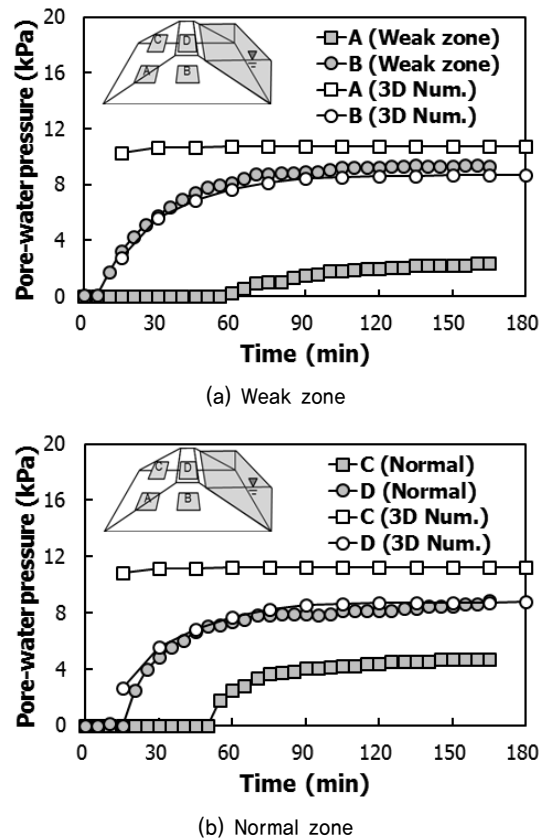 20
16
12
8
4
0
Pore-water pressure (kPa)
C D
A B
A (Weak zone)
B (Weak zone)
A (3D Num.)
B (3D Num.)
0 30 60 90 120 150 180
Time (min)
(a) Weak zone
20
16
12
8
4
0
Pore-water pressure (kPa)
C D
A B
C (Normal)
D (Normal)
C (3D Num.)
D (3D Num.)
0 30 60 90 120 150 180
Time (min)
(b) Normal zone